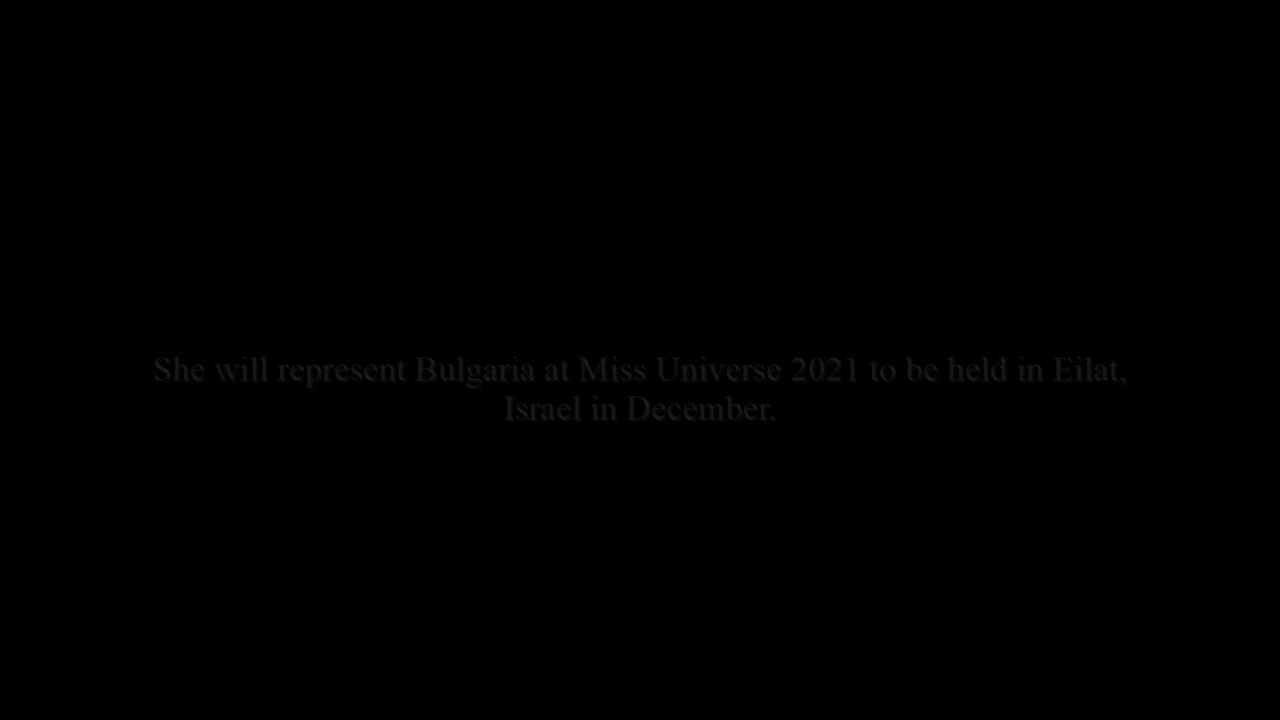 She will represent Bulgaria at Miss Universe 2021 to be held in Eilat,
Israel in December.